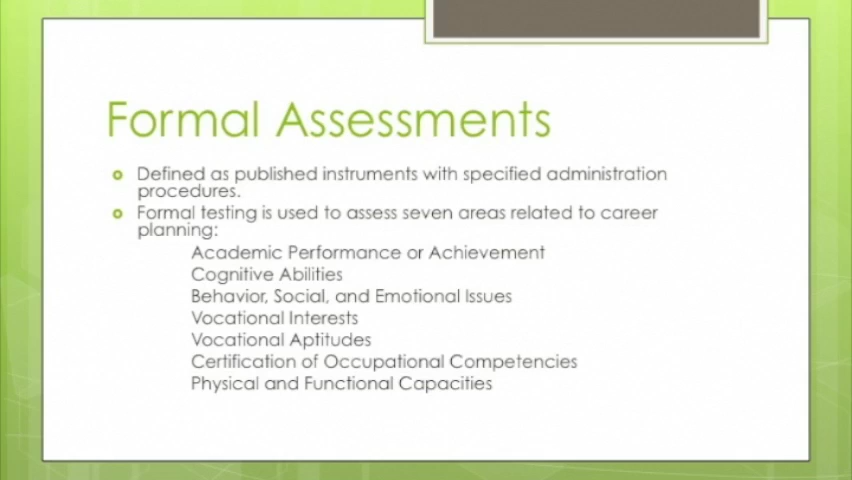 Formal Assessments
Defined as published instruments with specified administration
procedures.
Formal testing is used to assess seven areas related to career
planning:
Academic Performance or Achievement
Cognitive Abilities
Behavior, Social, and Emotional Issues
Vocational Interests
Vocational Aptitudes
Certification of Occupational Competencies
Physical and Functional Capacities